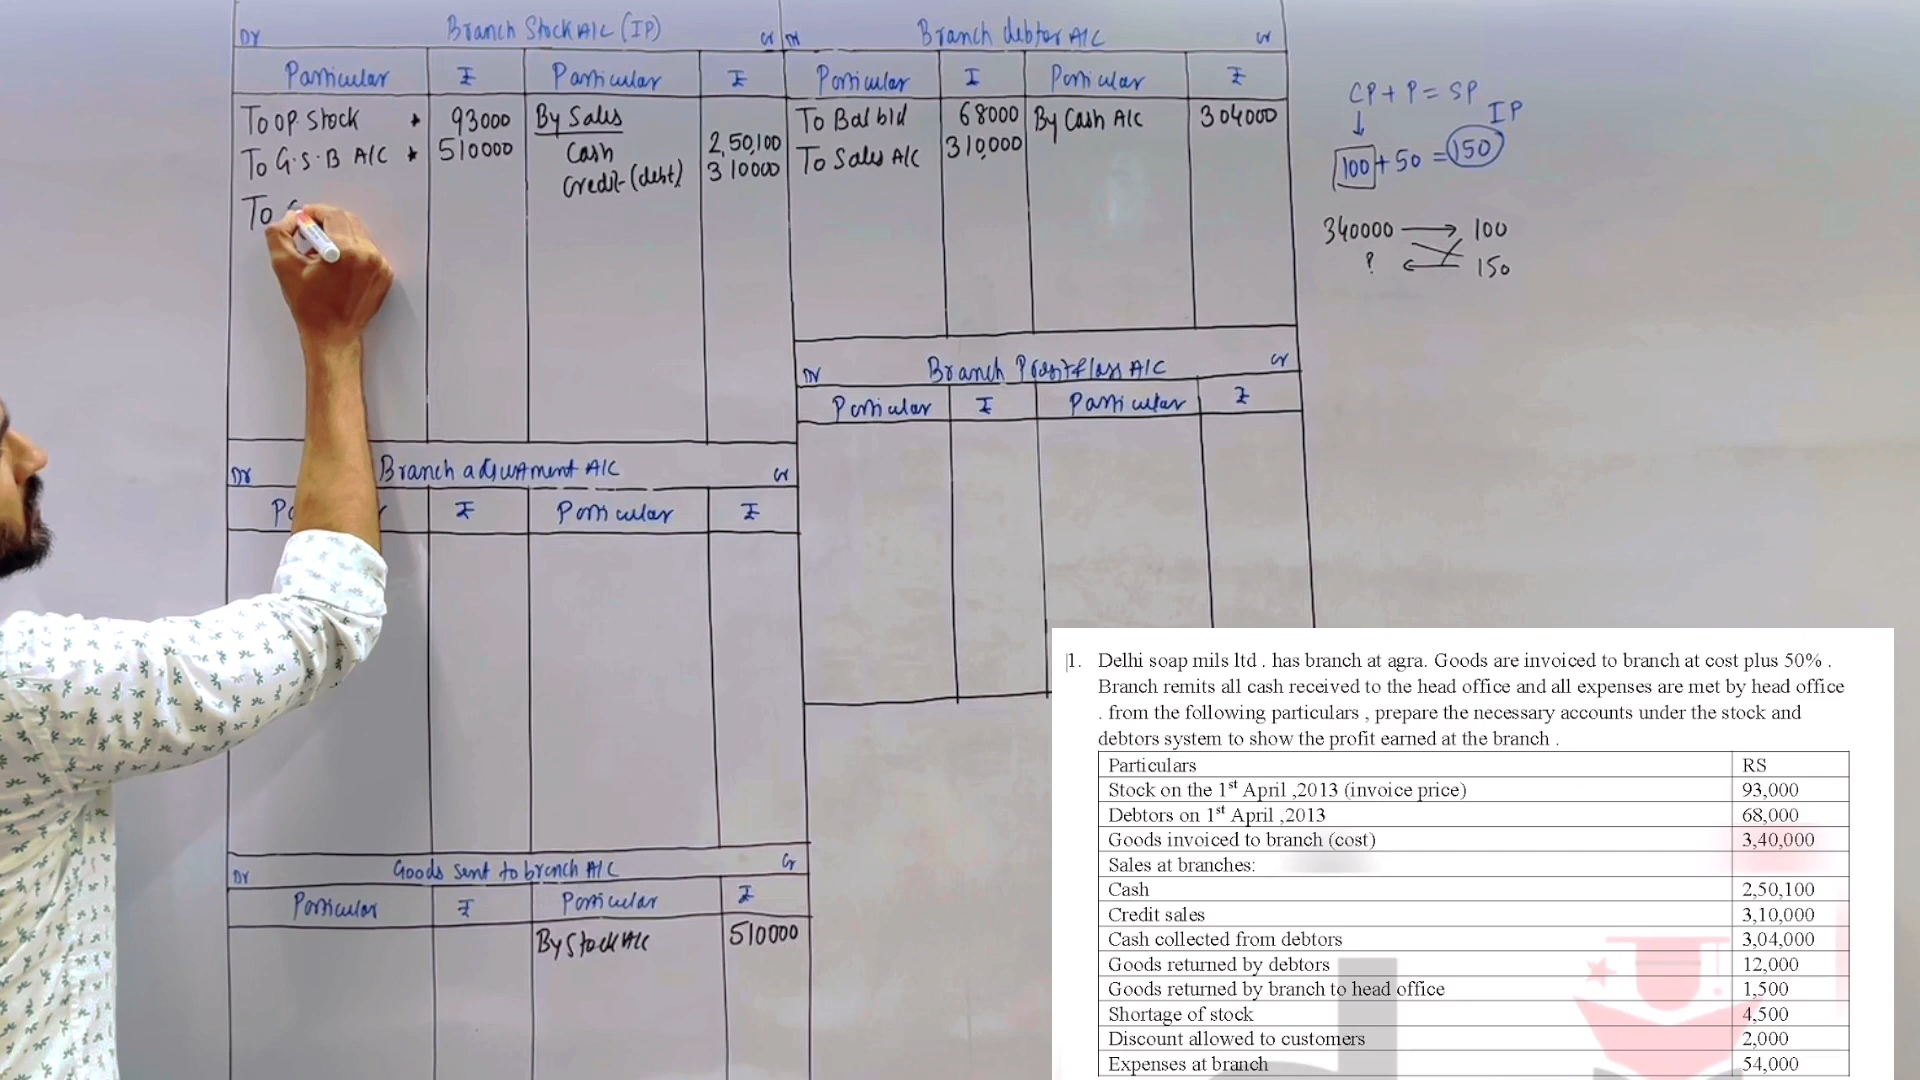 Dr Branch Stock A/C (IP) Cr
Particular ₹ Particular ₹
To OP Stock 93000 By Sales
To G.S.B A/C 510000 Cash 2,50,100
Credit (debt) 310000
To
Dr Branch debtor A/C Cr
Particular ₹ Particular ₹
To Bal b/d 68000 By Cash A/C 304000
To Sales A/C 310,000
CP + P = SP
IP
100 + 50 = 150
340000 100
? 150
Dr Branch Profit & loss A/C Cr
Particular ₹ Particular ₹
Dr Branch adjustment A/C Cr
₹ Particular ₹
Dr Goods sent to branch A/C Cr
Particular ₹ Particular ₹
By Stock A/C 510000
1. Delhi soap mils ltd . has branch at agra. Goods are invoiced to branch at cost plus 50% .
Branch remits all cash received to the head office and all expenses are met by head office
. from the following particulars , prepare the necessary accounts under the stock and
debtors system to show the profit earned at the branch .
Particulars RS
Stock on the 1st April ,2013 (invoice price) 93,000
Debtors on 1st April ,2013 68,000
Goods invoiced to branch (cost) 3,40,000
Sales at branches:
Cash 2,50,100
Credit sales 3,10,000
Cash collected from debtors 3,04,000
Goods returned by debtors 12,000
Goods returned by branch to head office 1,500
Shortage of stock 4,500
Discount allowed to customers 2,000
Expenses at branch 54,000